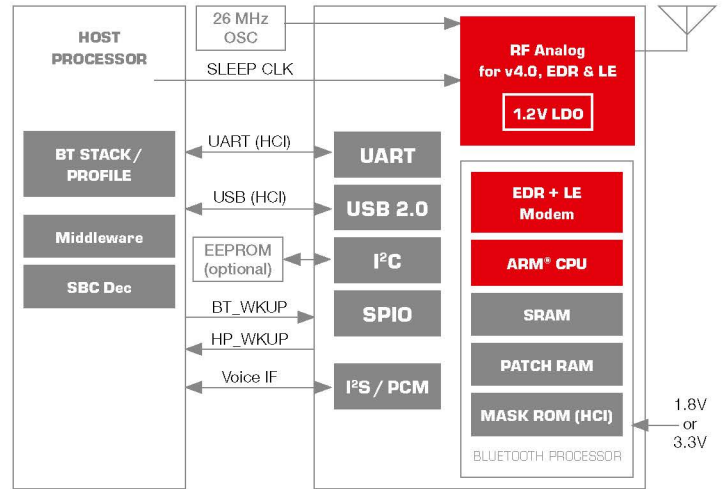 HOST
PROCESSOR
26 MHz
OSC
SLEEP CLK
RF Analog
for v4.0, EDR & LE
1.2V LDO
BT STACK /
PROFILE
Middleware
SBC Dec
UART (HCI)
USB (HCI)
EEPROM
(optional)
BT_WKUP
HP_WKUP
Voice IF
UART
USB 2.0
I²C
SPIO
I²S / PCM
EDR + LE
Modem
ARM® CPU
SRAM
PATCH RAM
MASK ROM (HCI)
BLUETOOTH PROCESSOR
1.8V
or
3.3V